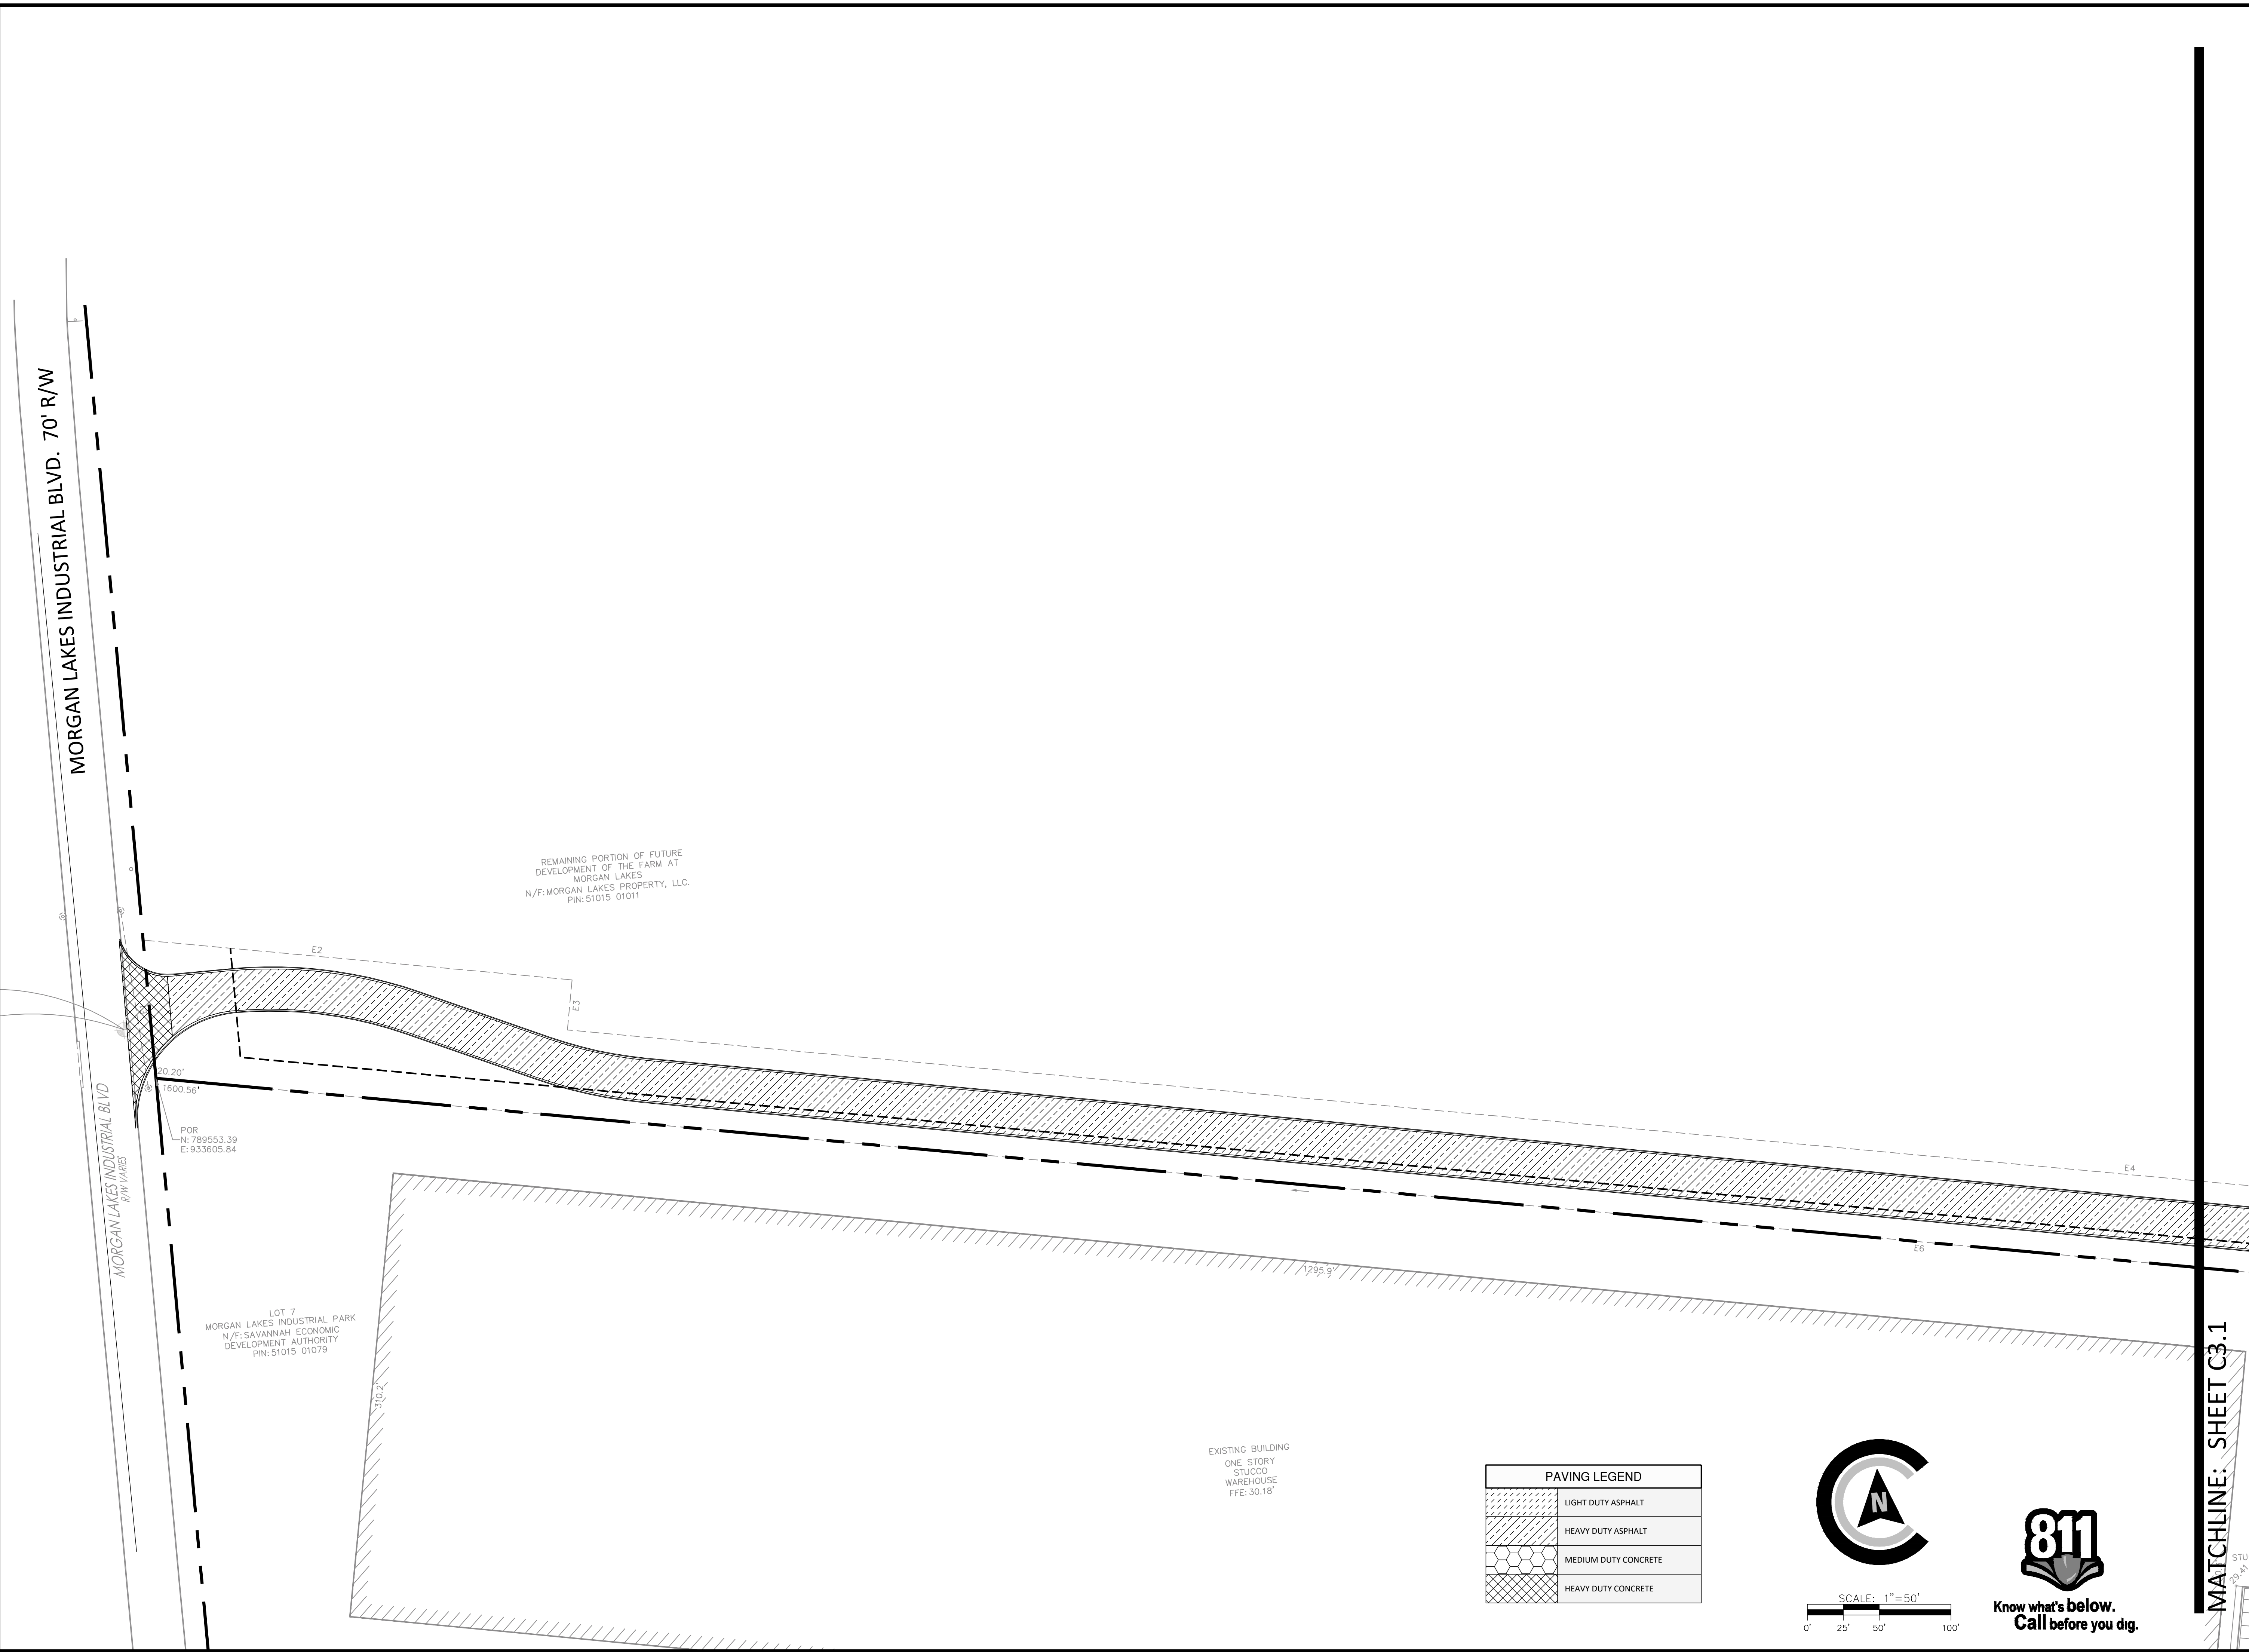 MORGAN LAKES INDUSTRIAL BLVD. 70' R/W
REMAINING PORTION OF FUTURE
DEVELOPMENT OF THE FARM AT
MORGAN LAKES
N/F: MORGAN LAKES PROPERTY, LLC.
PIN: 51015 01011
E2
E3
20.20'
1600.56'
POR
N: 789553.39
E: 933605.84
MORGAN LAKES INDUSTRIAL BLVD
R/W VARIES
E4
E6
1295.9'
LOT 7
MORGAN LAKES INDUSTRIAL PARK
N/F: SAVANNAH ECONOMIC
DEVELOPMENT AUTHORITY
PIN: 51015 01079
310.2'
EXISTING BUILDING
ONE STORY
STUCCO
WAREHOUSE
FFE: 30.18'
PAVING LEGEND
LIGHT DUTY ASPHALT
HEAVY DUTY ASPHALT
MEDIUM DUTY CONCRETE
HEAVY DUTY CONCRETE
N
SCALE: 1"=50'
0' 25' 50' 100'
811
Know what's below.
Call before you dig.
MATCHLINE: SHEET C3.1
STU
29.41